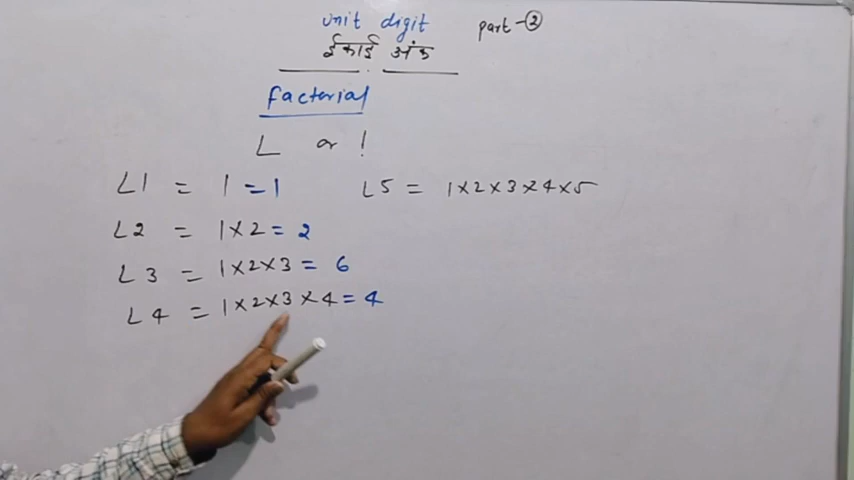 unit digit part-②
ईकाई अंक
factorial
L or !
L1 = 1 = 1
L5 = 1×2×3×4×5
L2 = 1×2 = 2
L3 = 1×2×3 = 6
L4 = 1×2×3×4 = 4